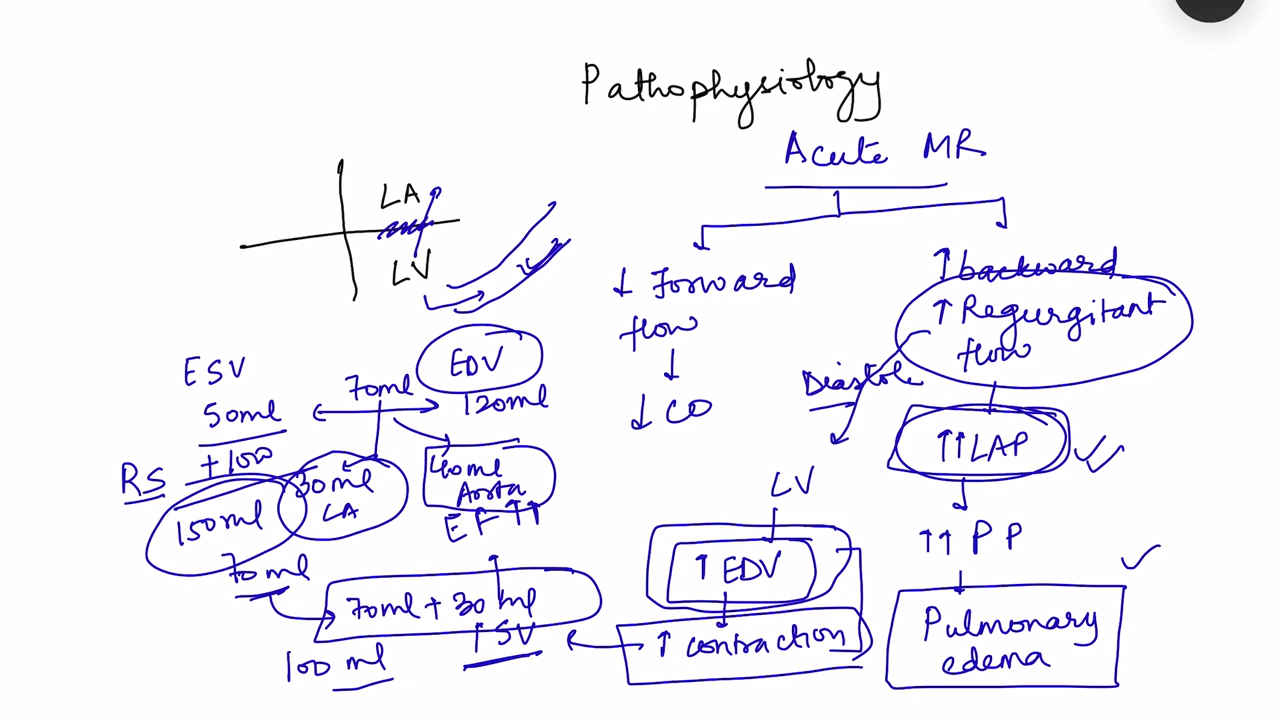 Pathophysiology
Acute MR
LA
LV
↓ Forward
flow
↓ CO
↑ backward
↑ Regurgitant
flow
Diastole
↑↑ LAP
↑↑ PP
Pulmonary
edema
LV
↑ EDV
↑ contraction
EDV
120ml
70ml
ESV
50ml
+100
RS
150ml
30ml
LA
40ml
Aorta
EF↑↑
70ml
70ml + 30ml
↑ SV
100 ml